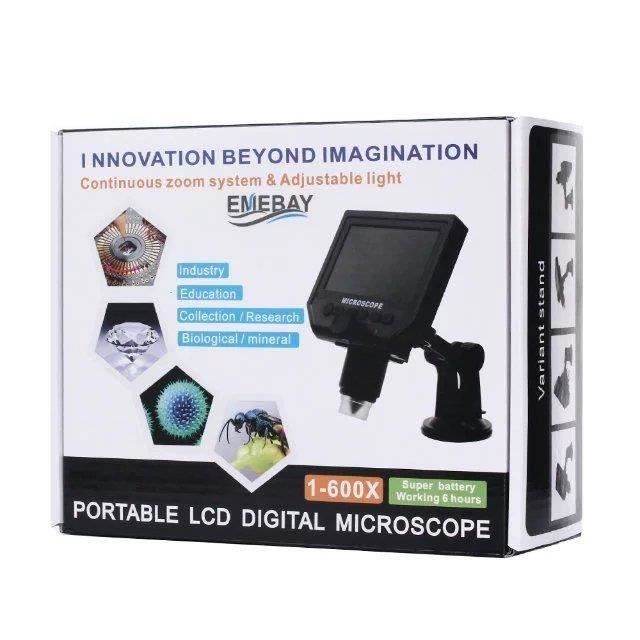 I NNOVATION BEYOND IMAGINATION
Continuous zoom system & Adjustable light
EMEBAY
Industry
Education
Collection / Research
Biological / mineral
MICROSCOPE
1-600X
Super battery
Working 6 hours
PORTABLE LCD DIGITAL MICROSCOPE
Variant stand